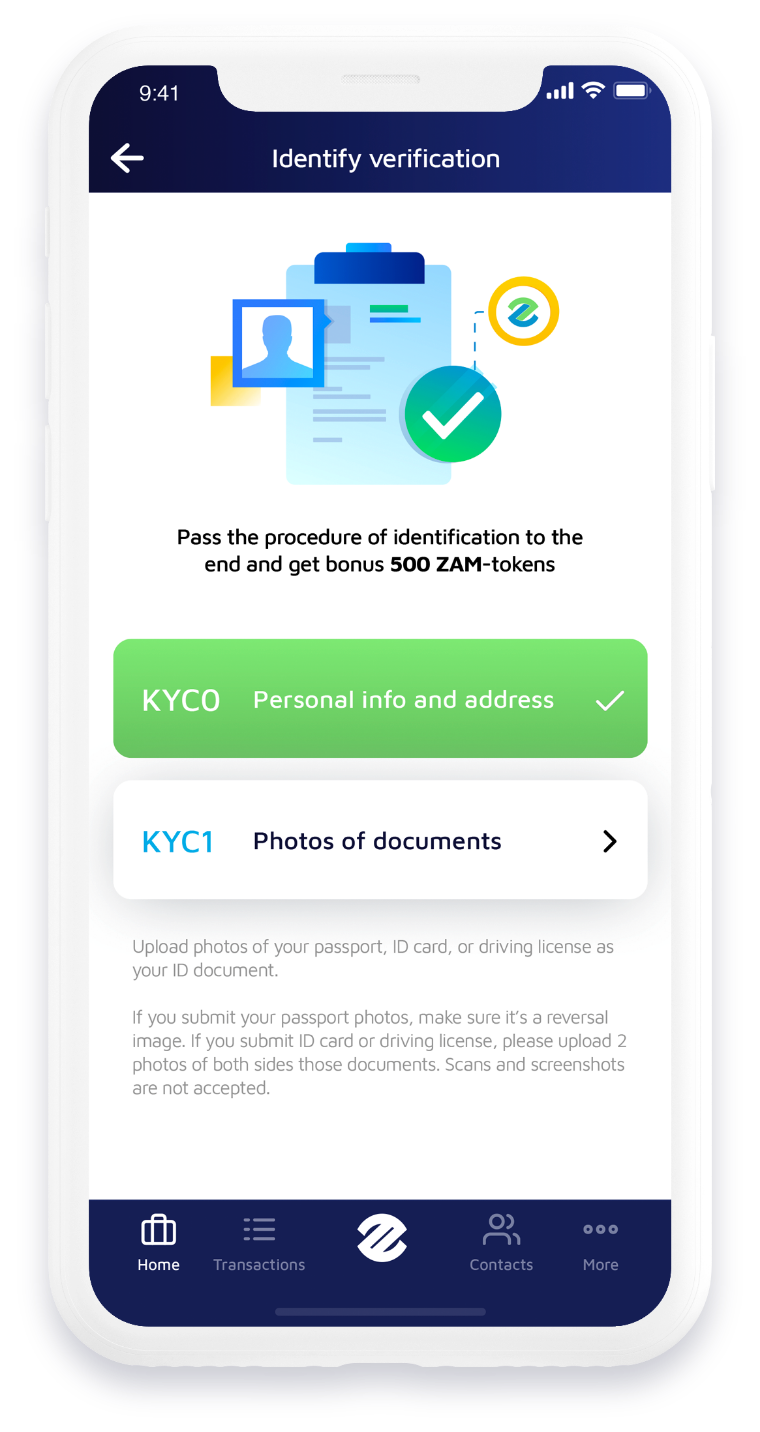 9:41
Identify verification
Pass the procedure of identification to the
end and get bonus 500 ZAM-tokens
KYC0 Personal info and address
KYC1 Photos of documents
Upload photos of your passport, ID card, or driving license as
your ID document.
If you submit your passport photos, make sure it's a reversal
image. If you submit ID card or driving license, please upload 2
photos of both sides those documents. Scans and screenshots
are not accepted.
Home Transactions Contacts More